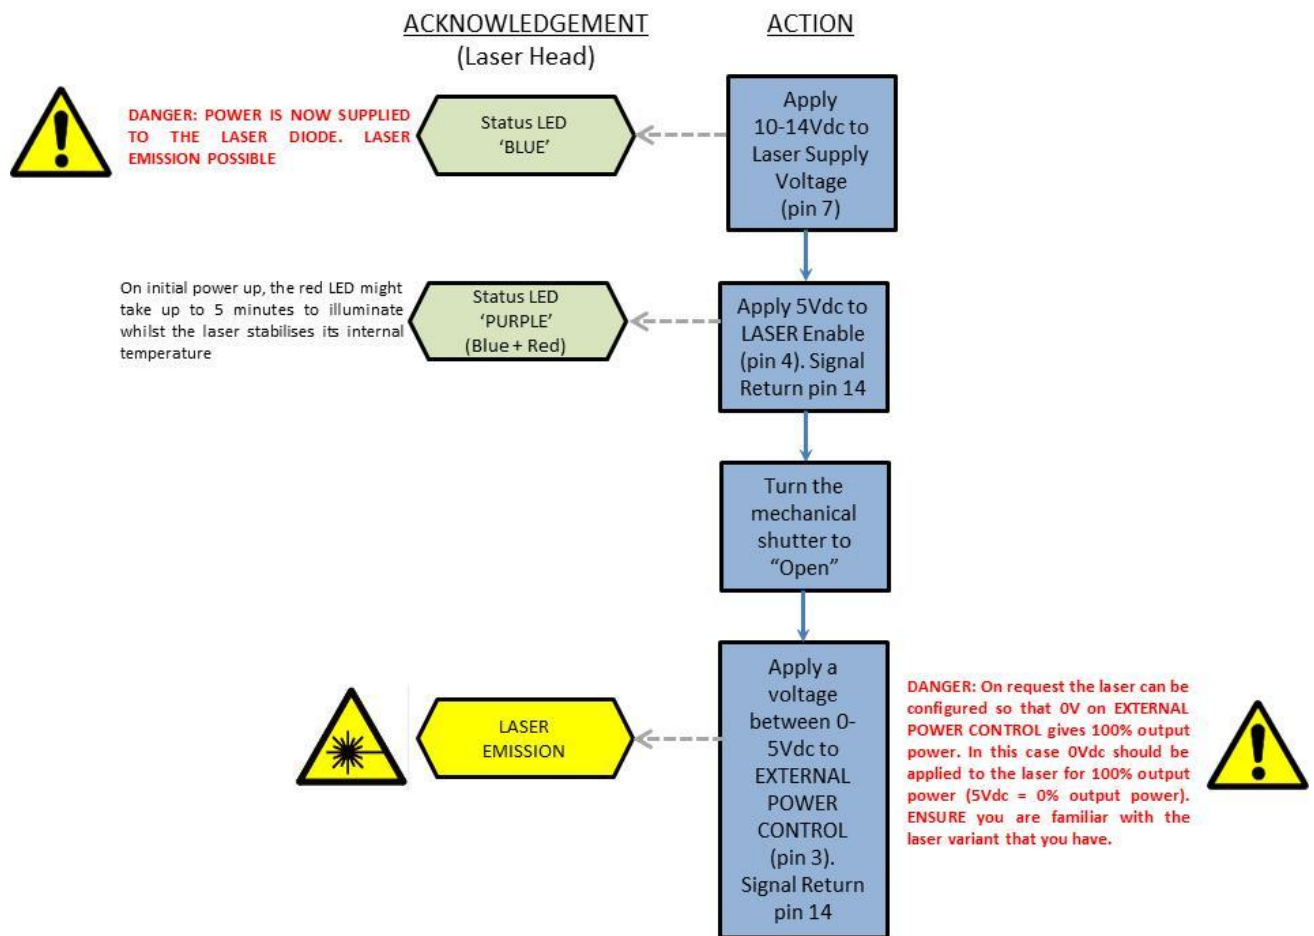 ACKNOWLEDGEMENT
(Laser Head)
ACTION
DANGER: POWER IS NOW SUPPLIED
TO THE LASER DIODE. LASER
EMISSION POSSIBLE
Status LED
‘BLUE’
Apply
10-14Vdc to
Laser Supply
Voltage
(pin 7)
On initial power up, the red LED might
take up to 5 minutes to illuminate
whilst the laser stabilises its internal
temperature
Status LED
‘PURPLE’
(Blue + Red)
Apply 5Vdc to
LASER Enable
(pin 4). Signal
Return pin 14
Turn the
mechanical
shutter to
“Open”
LASER
EMISSION
Apply a
voltage
between 0-
5Vdc to
EXTERNAL
POWER
CONTROL
(pin 3).
Signal Return
pin 14
DANGER: On request the laser can be
configured so that 0V on EXTERNAL
POWER CONTROL gives 100% output
power. In this case 0Vdc should be
applied to the laser for 100% output
power (5Vdc = 0% output power).
ENSURE you are familiar with the
laser variant that you have.